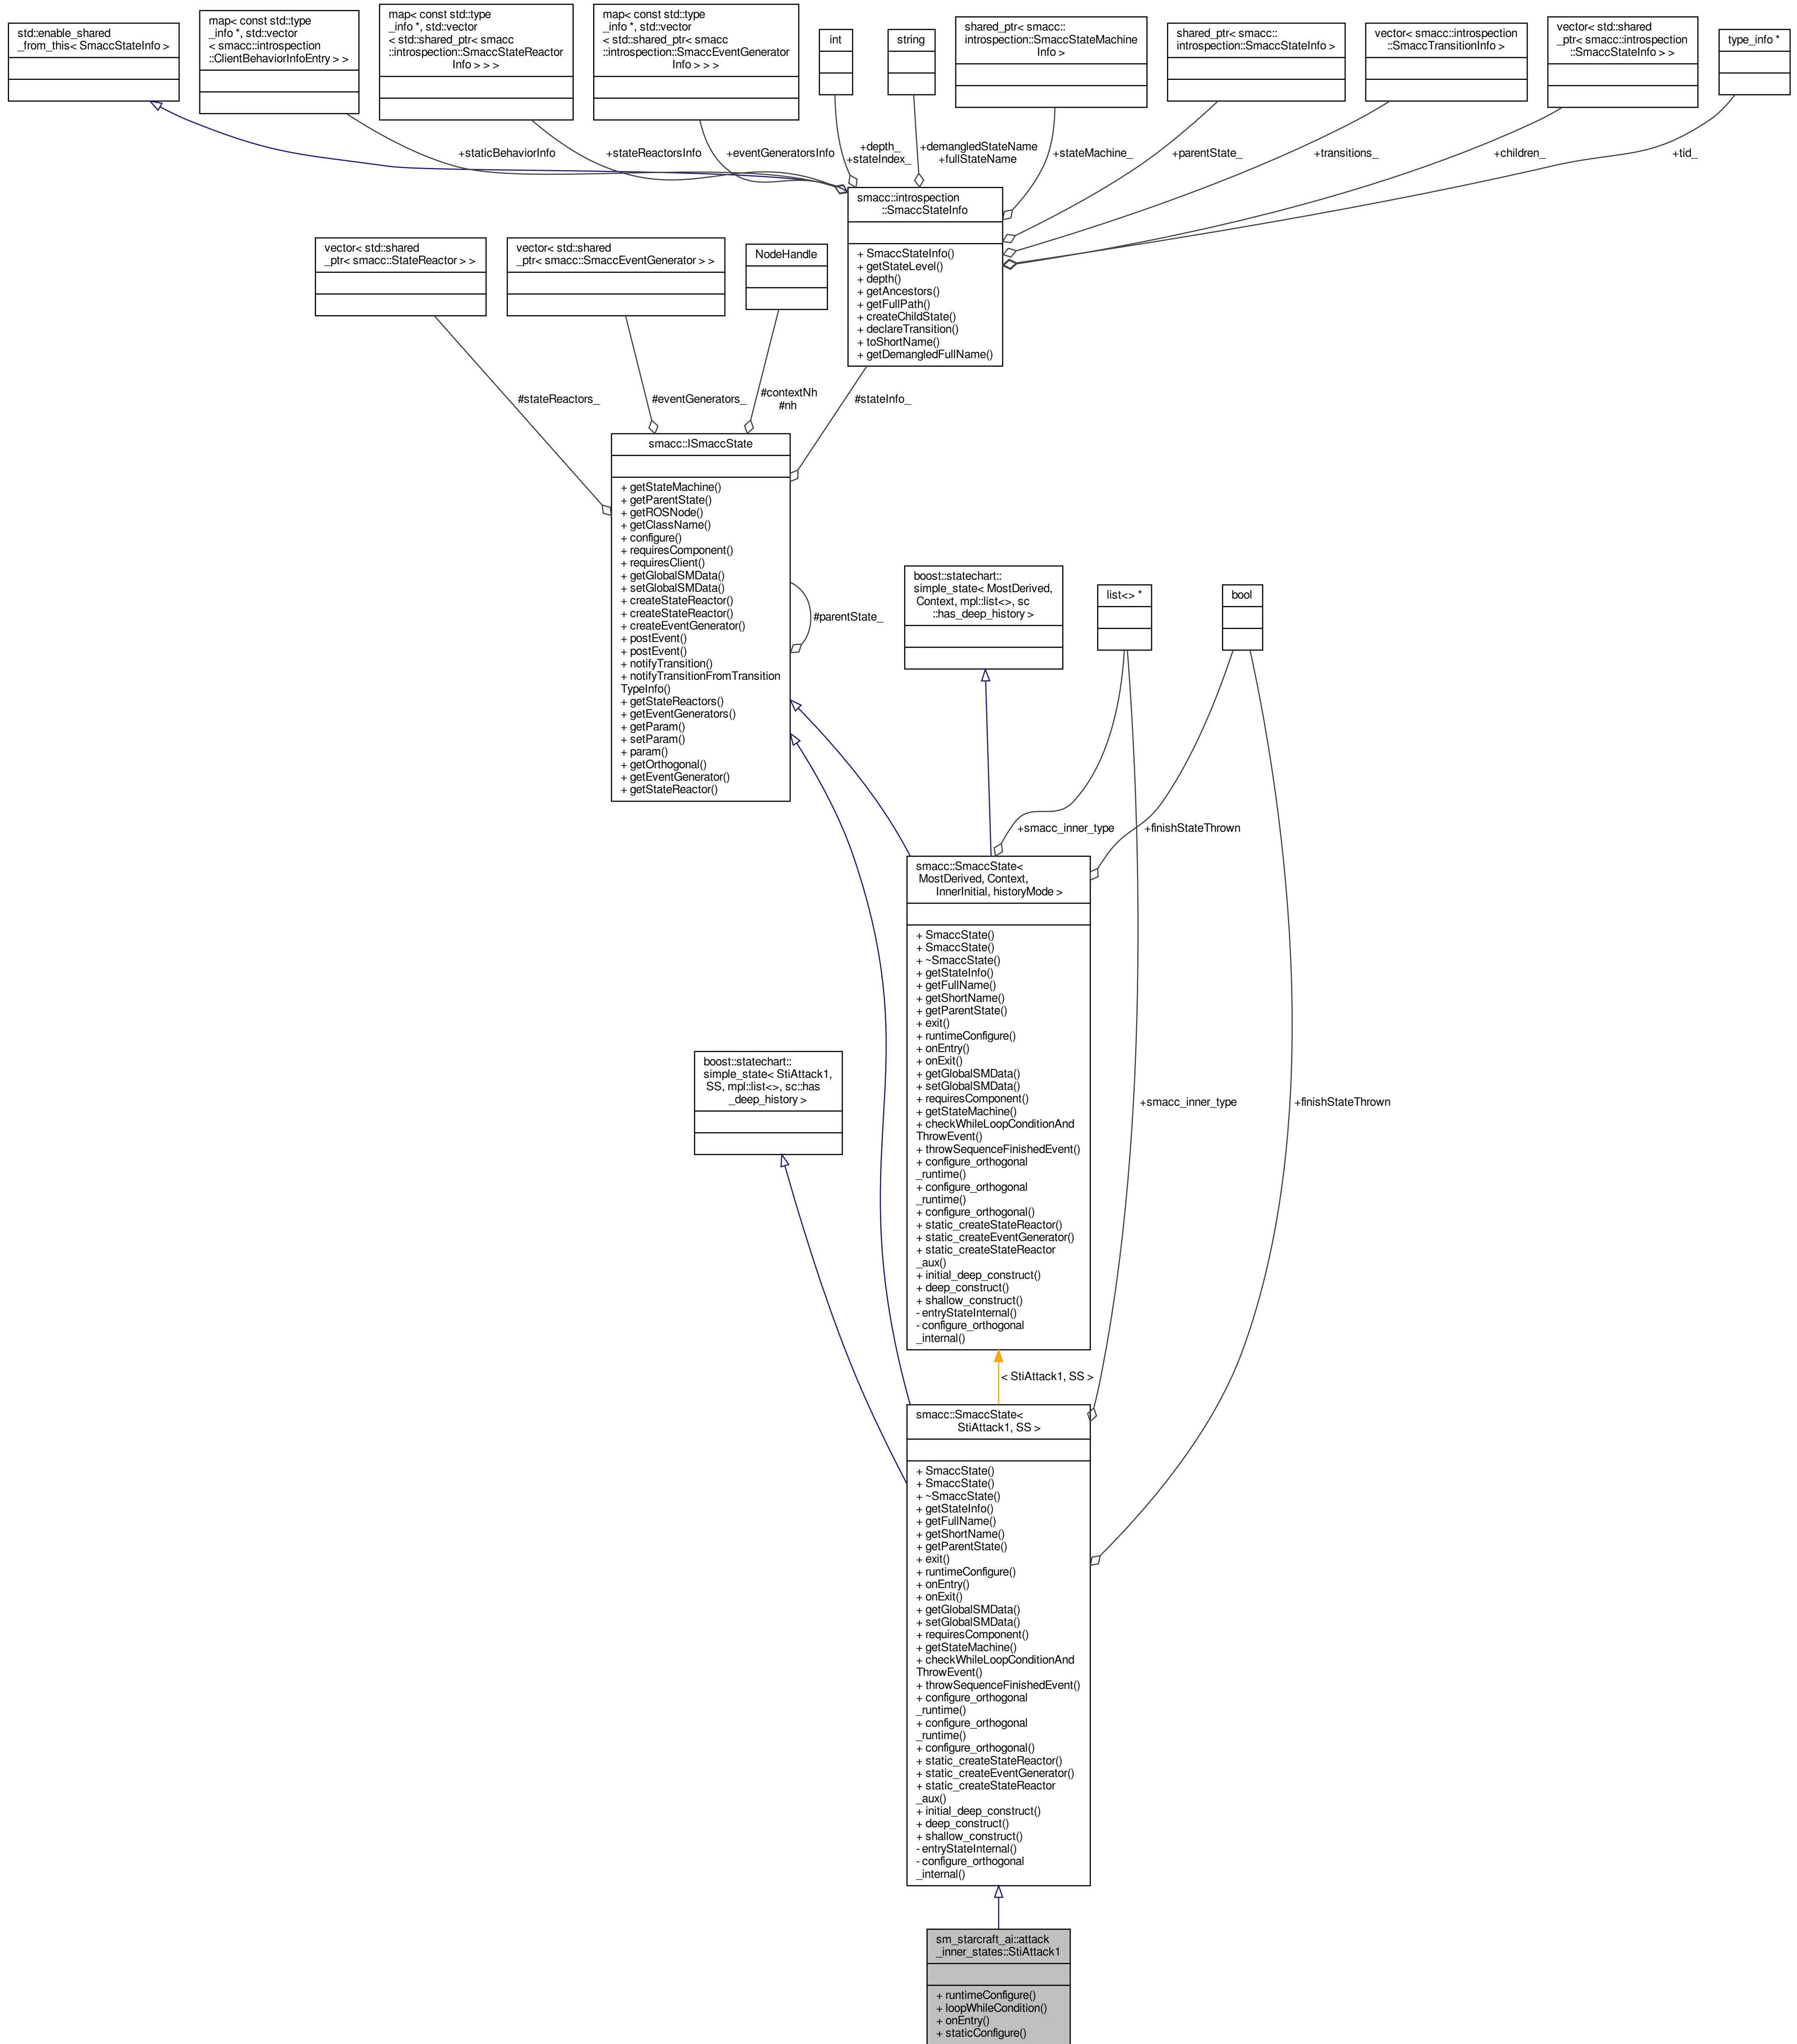 std::enable_shared
_from_this< SmaccStateInfo >
map< const std::type
_info *, std::vector
< smacc::introspection
::ClientBehaviorInfoEntry > >
map< const std::type
_info *, std::vector
< std::shared_ptr< smacc
::introspection::SmaccStateReactor
Info > > >
map< const std::type
_info *, std::vector
< std::shared_ptr< smacc
::introspection::SmaccEventGenerator
Info > > >
int
string
shared_ptr< smacc::
introspection::SmaccStateMachine
Info >
shared_ptr< smacc::
introspection::SmaccStateInfo >
vector< smacc::introspection
::SmaccTransitionInfo >
vector< std::shared
_ptr< smacc::introspection
::SmaccStateInfo > >
type_info *
+staticBehaviorInfo
+stateReactorsInfo
+eventGeneratorsInfo
+depth_
+stateIndex_
+demangledStateName
+fullStateName
+stateMachine_
+parentState_
+transitions_
+children_
+tid_
smacc::introspection
::SmaccStateInfo
+ SmaccStateInfo()
+ getStateLevel()
+ depth()
+ getAncestors()
+ getFullPath()
+ createChildState()
+ declareTransition()
+ toShortName()
+ getDemangledFullName()
vector< std::shared
_ptr< smacc::StateReactor > >
vector< std::shared
_ptr< smacc::SmaccEventGenerator > >
NodeHandle
#stateReactors_
#eventGenerators_
#contextNh
#nh
#stateInfo_
smacc::ISmaccState
+ getStateMachine()
+ getParentState()
+ getROSNode()
+ getClassName()
+ configure()
+ requiresComponent()
+ requiresClient()
+ getGlobalSMData()
+ setGlobalSMData()
+ createStateReactor()
+ createStateReactor()
+ createEventGenerator()
+ postEvent()
+ postEvent()
+ notifyTransition()
+ notifyTransitionFromTransition
TypeInfo()
+ getStateReactors()
+ getEventGenerators()
+ getParam()
+ setParam()
+ param()
+ getOrthogonal()
+ getEventGenerator()
+ getStateReactor()
#parentState_
boost::statechart::
simple_state< MostDerived,
Context, mpl::list<>, sc
::has_deep_history >
list<> *
bool
+smacc_inner_type
+finishStateThrown
smacc::SmaccState<
MostDerived, Context,
InnerInitial, historyMode >
+ SmaccState()
+ SmaccState()
+ ~SmaccState()
+ getStateInfo()
+ getFullName()
+ getShortName()
+ getParentState()
+ exit()
+ runtimeConfigure()
+ onEntry()
+ onExit()
+ getGlobalSMData()
+ setGlobalSMData()
+ requiresComponent()
+ getStateMachine()
+ checkWhileLoopConditionAnd
ThrowEvent()
+ throwSequenceFinishedEvent()
+ configure_orthogonal
_runtime()
+ configure_orthogonal
_runtime()
+ configure_orthogonal()
+ static_createStateReactor()
+ static_createEventGenerator()
+ static_createStateReactor
_aux()
+ initial_deep_construct()
+ deep_construct()
+ shallow_construct()
- entryStateInternal()
- configure_orthogonal
_internal()
boost::statechart::
simple_state< StiAttack1,
SS, mpl::list<>, sc::has
_deep_history >
+smacc_inner_type
+finishStateThrown
< StiAttack1, SS >
smacc::SmaccState<
StiAttack1, SS >
+ SmaccState()
+ SmaccState()
+ ~SmaccState()
+ getStateInfo()
+ getFullName()
+ getShortName()
+ getParentState()
+ exit()
+ runtimeConfigure()
+ onEntry()
+ onExit()
+ getGlobalSMData()
+ setGlobalSMData()
+ requiresComponent()
+ getStateMachine()
+ checkWhileLoopConditionAnd
ThrowEvent()
+ throwSequenceFinishedEvent()
+ configure_orthogonal
_runtime()
+ configure_orthogonal
_runtime()
+ configure_orthogonal()
+ static_createStateReactor()
+ static_createEventGenerator()
+ static_createStateReactor
_aux()
+ initial_deep_construct()
+ deep_construct()
+ shallow_construct()
- entryStateInternal()
- configure_orthogonal
_internal()
sm_starcraft_ai::attack
_inner_states::StiAttack1
+ runtimeConfigure()
+ loopWhileCondition()
+ onEntry()
+ staticConfigure()